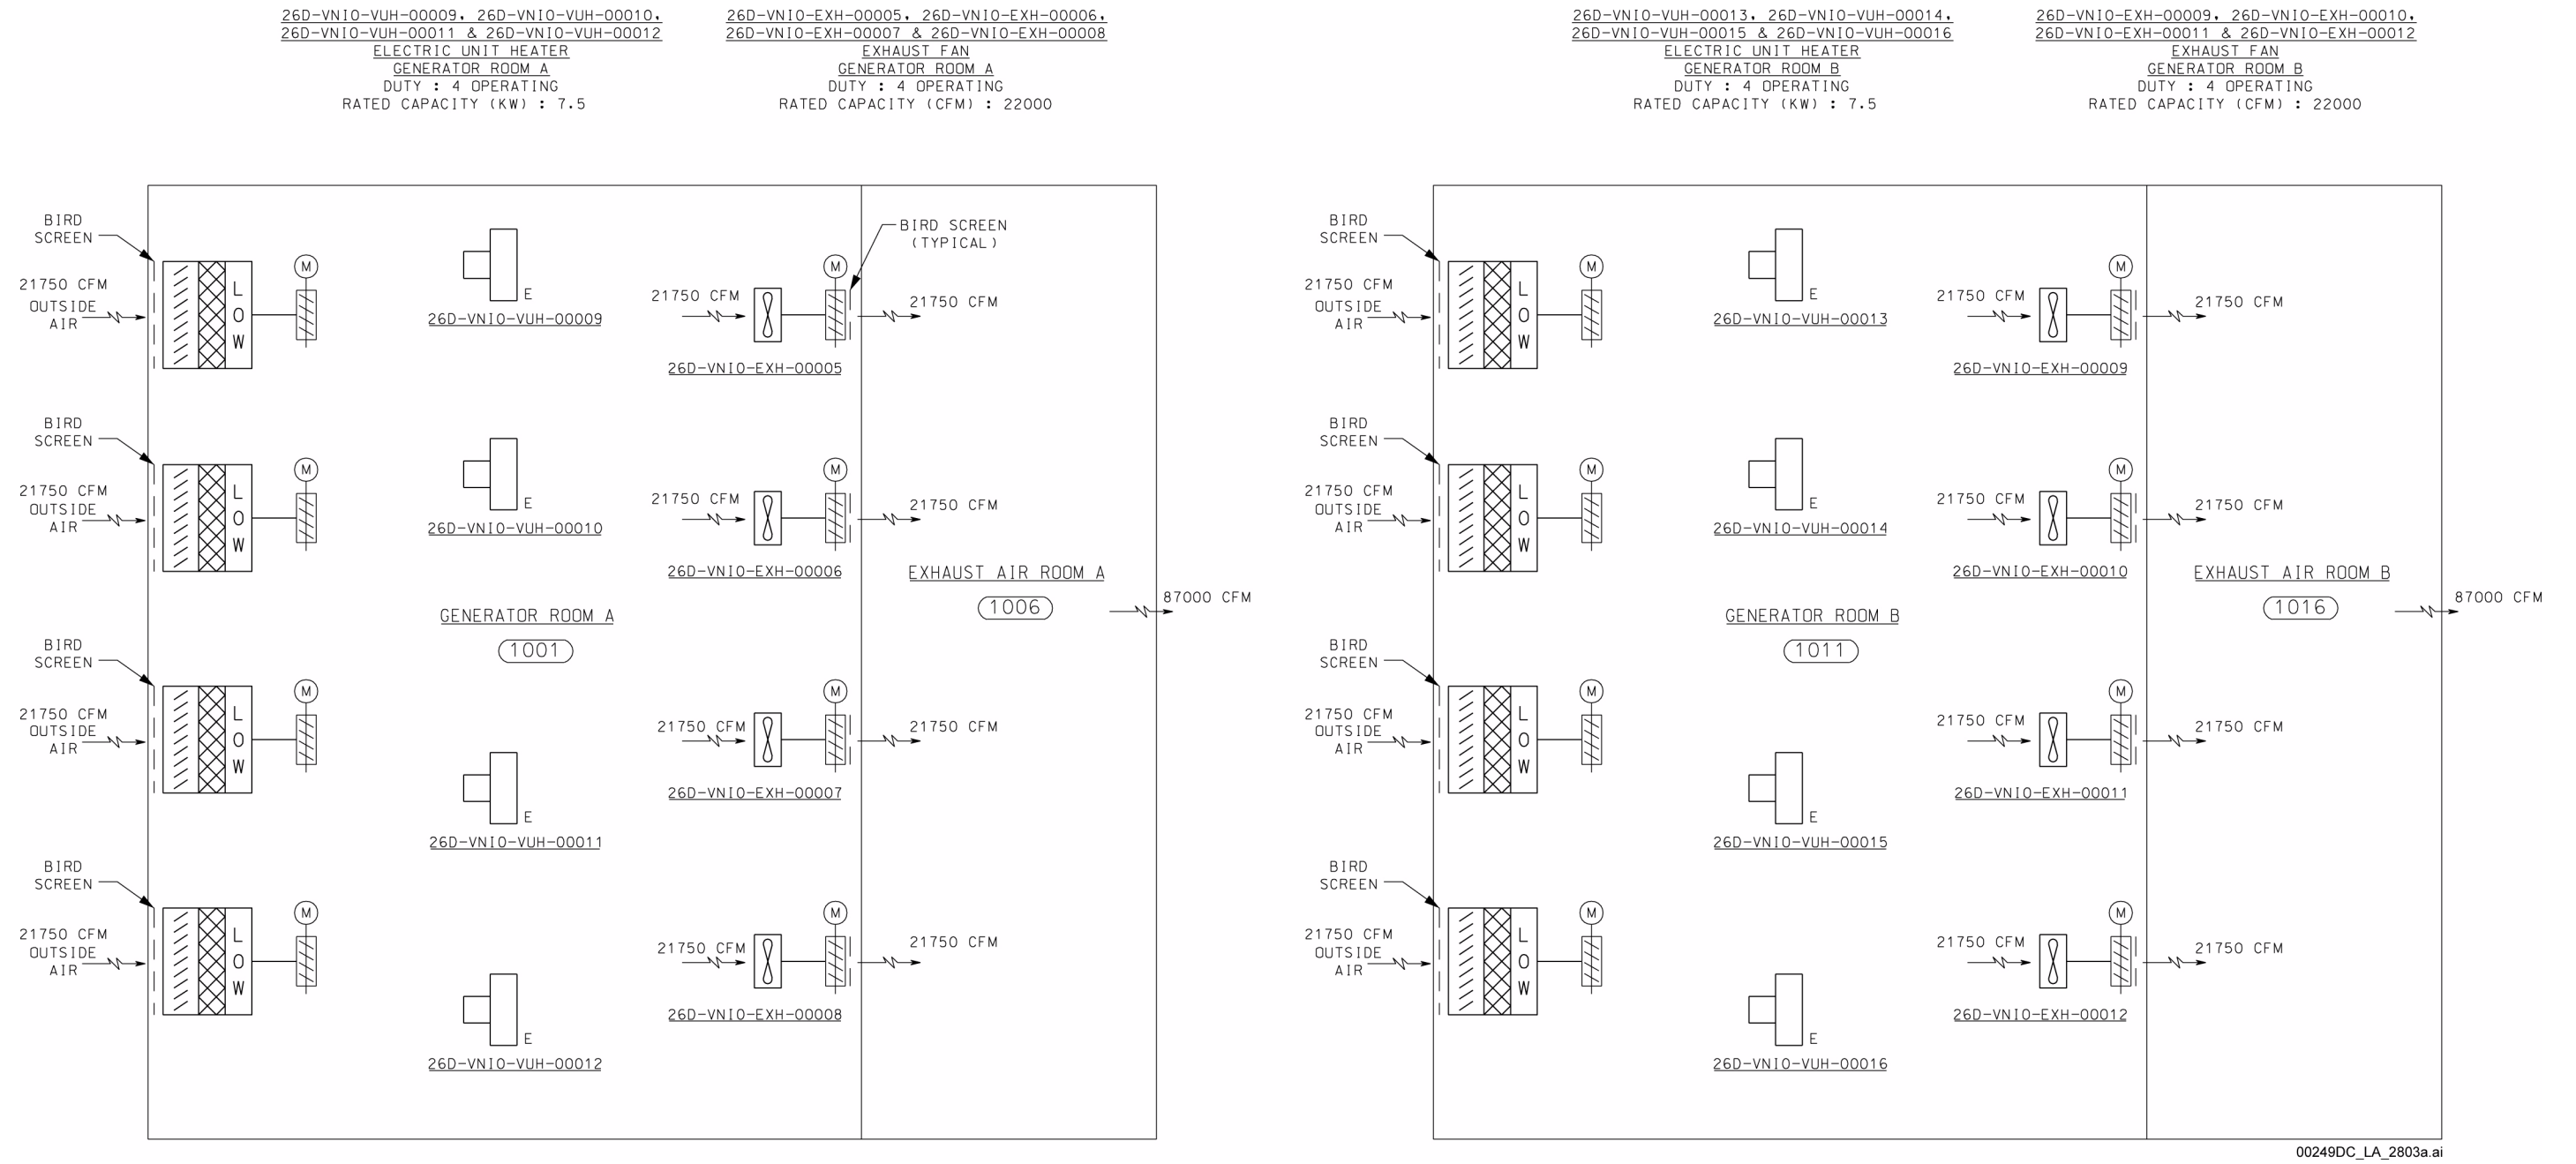 26D-VNIO-VUH-00009, 26D-VNIO-VUH-00010,
26D-VNIO-VUH-00011 & 26D-VNIO-VUH-00012
ELECTRIC UNIT HEATER
GENERATOR ROOM A
DUTY : 4 OPERATING
RATED CAPACITY (KW) : 7.5
26D-VNIO-EXH-00005, 26D-VNIO-EXH-00006,
26D-VNIO-EXH-00007 & 26D-VNIO-EXH-00008
EXHAUST FAN
GENERATOR ROOM A
DUTY : 4 OPERATING
RATED CAPACITY (CFM) : 22000
26D-VNIO-VUH-00013, 26D-VNIO-VUH-00014,
26D-VNIO-VUH-00015 & 26D-VNIO-VUH-00016
ELECTRIC UNIT HEATER
GENERATOR ROOM B
DUTY : 4 OPERATING
RATED CAPACITY (KW) : 7.5
26D-VNIO-EXH-00009, 26D-VNIO-EXH-00010,
26D-VNIO-EXH-00011 & 26D-VNIO-EXH-00012
EXHAUST FAN
GENERATOR ROOM B
DUTY : 4 OPERATING
RATED CAPACITY (CFM) : 22000
BIRD
SCREEN
21750 CFM
OUTSIDE
AIR
L
O
W
M
E
26D-VNIO-VUH-00009
21750 CFM
M
26D-VNIO-EXH-00005
BIRD SCREEN
(TYPICAL)
21750 CFM
BIRD
SCREEN
21750 CFM
OUTSIDE
AIR
L
O
W
M
E
26D-VNIO-VUH-00010
21750 CFM
M
26D-VNIO-EXH-00006
21750 CFM
EXHAUST AIR ROOM A
1006
87000 CFM
GENERATOR ROOM A
1001
BIRD
SCREEN
21750 CFM
OUTSIDE
AIR
L
O
W
M
E
26D-VNIO-VUH-00011
21750 CFM
M
26D-VNIO-EXH-00007
21750 CFM
BIRD
SCREEN
21750 CFM
OUTSIDE
AIR
L
O
W
M
E
26D-VNIO-VUH-00012
21750 CFM
M
26D-VNIO-EXH-00008
21750 CFM
BIRD
SCREEN
21750 CFM
OUTSIDE
AIR
L
O
W
M
E
26D-VNIO-VUH-00013
21750 CFM
M
26D-VNIO-EXH-00009
21750 CFM
BIRD
SCREEN
21750 CFM
OUTSIDE
AIR
L
O
W
M
E
26D-VNIO-VUH-00014
21750 CFM
M
26D-VNIO-EXH-00010
21750 CFM
EXHAUST AIR ROOM B
1016
87000 CFM
GENERATOR ROOM B
1011
BIRD
SCREEN
21750 CFM
OUTSIDE
AIR
L
O
W
M
E
26D-VNIO-VUH-00015
21750 CFM
M
26D-VNIO-EXH-00011
21750 CFM
BIRD
SCREEN
21750 CFM
OUTSIDE
AIR
L
O
W
M
E
26D-VNIO-VUH-00016
21750 CFM
M
26D-VNIO-EXH-00012
21750 CFM
00249DC_LA_2803a.ai